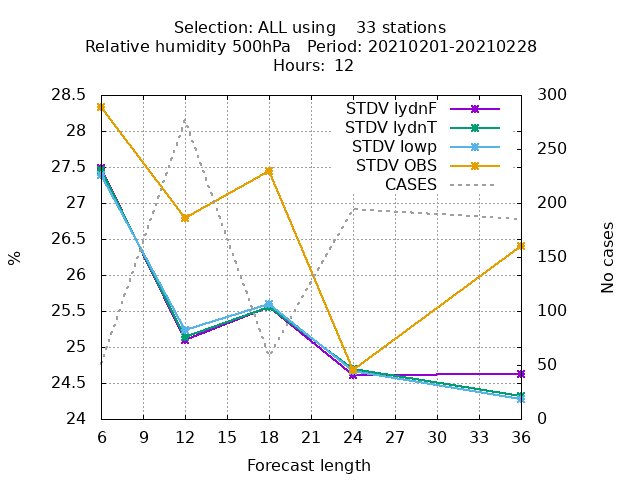 Selection: ALL using    33 stations
Relative humidity 500hPa   Period: 20210201-20210228
Hours:  12
STDV lydnF
STDV lydnT
STDV lowp
STDV OBS
CASES
28.5
28
27.5
27
26.5
26
25.5
25
24.5
24
300
250
200
150
100
50
0
%
No cases
6 9 12 15 18 21 24 27 30 33 36
Forecast length